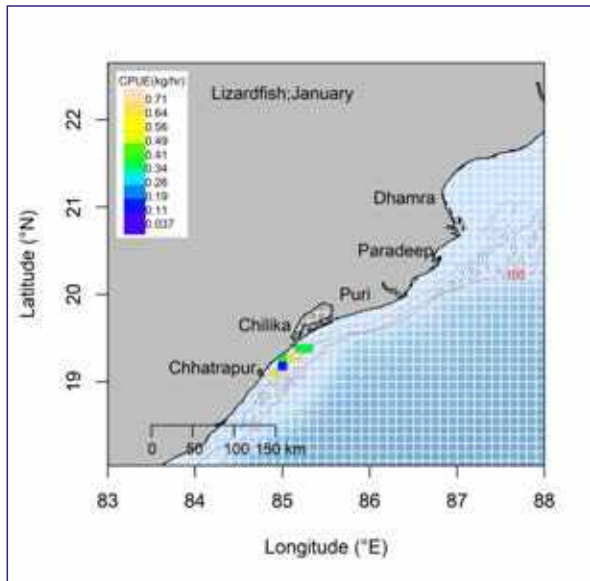 CPUE(kg/hr)
0.71
0.64
0.56
0.49
0.41
0.34
0.26
0.19
0.11
0.037
Lizardfish;January
Dhamra
Paradeep
Puri
Chilika
Chhatrapur
100
0 50 100 150 km
22
21
20
19
Latitude (°N)
83 84 85 86 87 88
Longitude (°E)